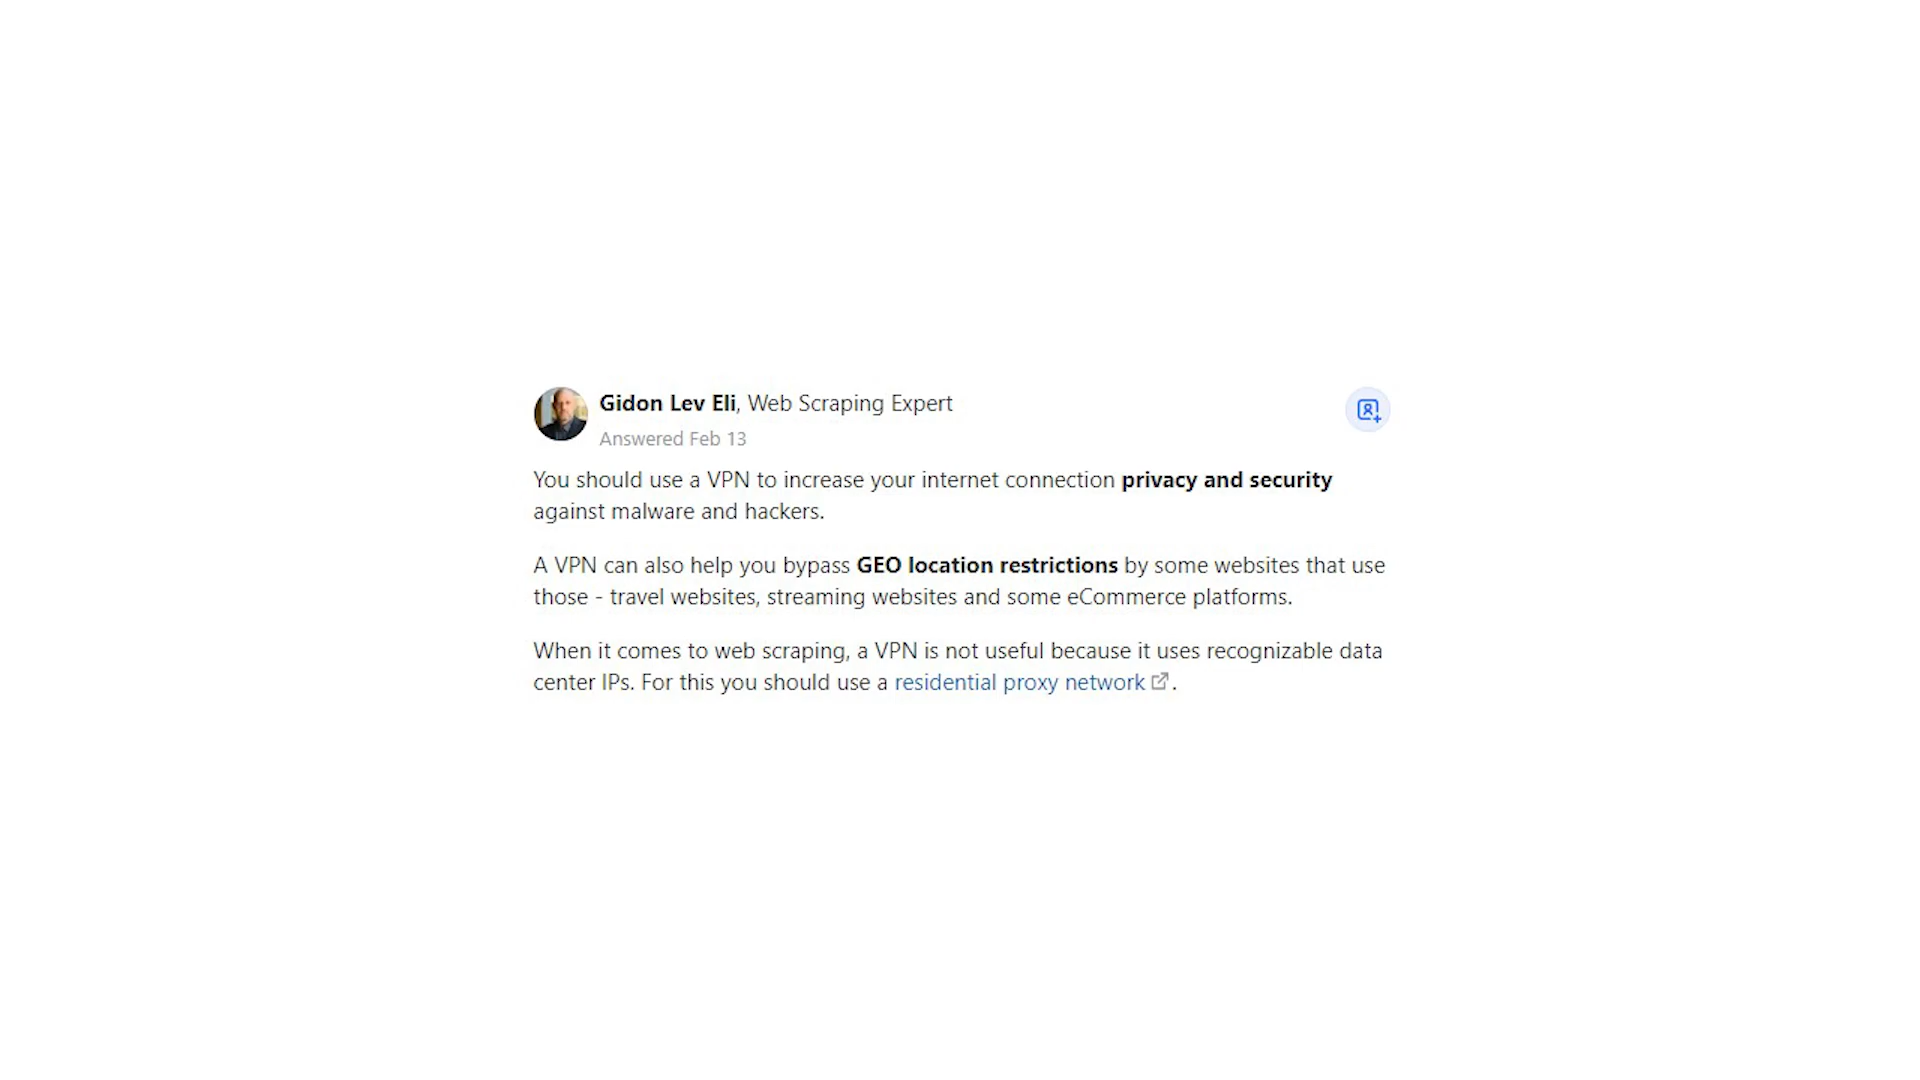 Gidon Lev Eli, Web Scraping Expert
Answered Feb 13
You should use a VPN to increase your internet connection privacy and security
against malware and hackers.
A VPN can also help you bypass GEO location restrictions by some websites that use
those - travel websites, streaming websites and some eCommerce platforms.
When it comes to web scraping, a VPN is not useful because it uses recognizable data
center IPs. For this you should use a residential proxy network.